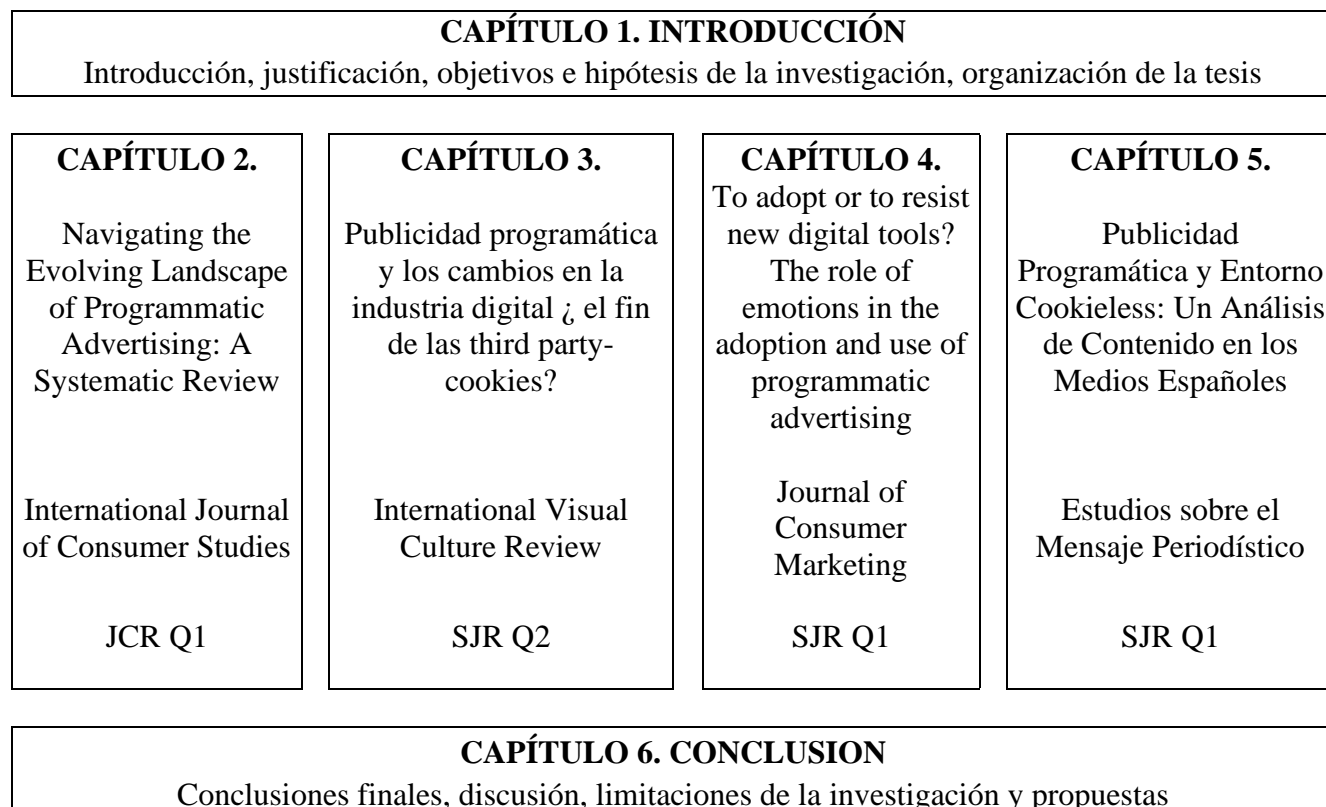 CAPÍTULO 1. INTRODUCCIÓN
Introducción, justificación, objetivos e hipótesis de la investigación, organización de la tesis
CAPÍTULO 2.
Navigating the
Evolving Landscape
of Programmatic
Advertising: A
Systematic Review
International Journal
of Consumer Studies
JCR Q1
CAPÍTULO 3.
Publicidad programática
y los cambios en la
industria digital ¿ el fin
de las third party-
cookies?
International Visual
Culture Review
SJR Q2
CAPÍTULO 4.
To adopt or to resist
new digital tools?
The role of
emotions in the
adoption and use of
programmatic
advertising
Journal of
Consumer
Marketing
SJR Q1
CAPÍTULO 5.
Publicidad
Programática y Entorno
Cookieless: Un Análisis
de Contenido en los
Medios Españoles
Estudios sobre el
Mensaje Periodístico
SJR Q1
CAPÍTULO 6. CONCLUSION
Conclusiones finales, discusión, limitaciones de la investigación y propuestas